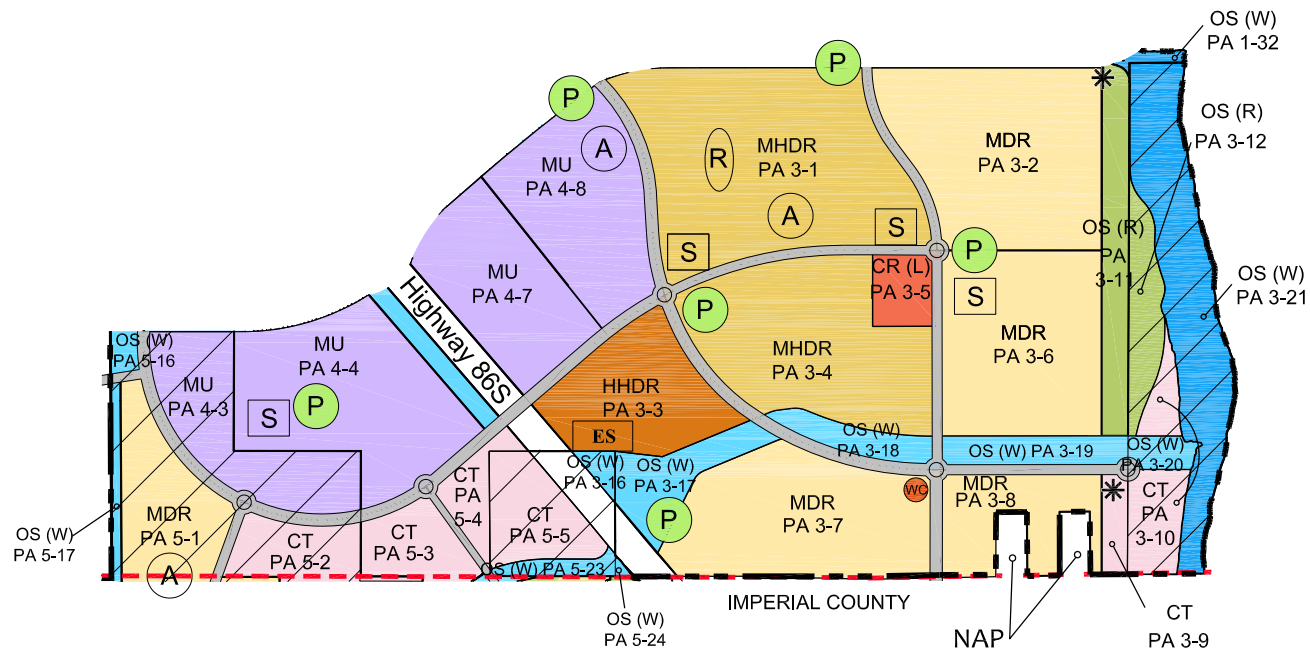 OS (W)
PA 1-32
P
P
OS (R)
PA 3-12
A
R
MU
PA 4-8
MHDR
PA 3-1
MDR
PA 3-2
A
S
S
P
OS (R)
PA
3-11
MU
PA 4-7
CR (L)
PA 3-5
S
OS (W)
PA 3-21
P
Highway 86S
OS (W)
PA 5-16
MU
PA 4-3
MU
PA 4-4
MHDR
PA 3-4
MDR
PA 3-6
HHDR
PA 3-3
S
P
ES
OS (W)
PA 3-16
OS (W)
PA 3-17
OS (W)
PA 3-18
OS (W) PA 3-19
OS (W)
PA 3-20
CT
PA
5-4
WC
MDR
PA 3-8
CT
PA
3-10
OS (W)
PA 5-17
MDR
PA 5-1
CT
PA 5-2
CT
PA 5-3
CT
PA 5-5
P
MDR
PA 3-7
A
OS (W) PA 5-23
IMPERIAL COUNTY
OS (W)
PA 5-24
NAP
CT
PA 3-9